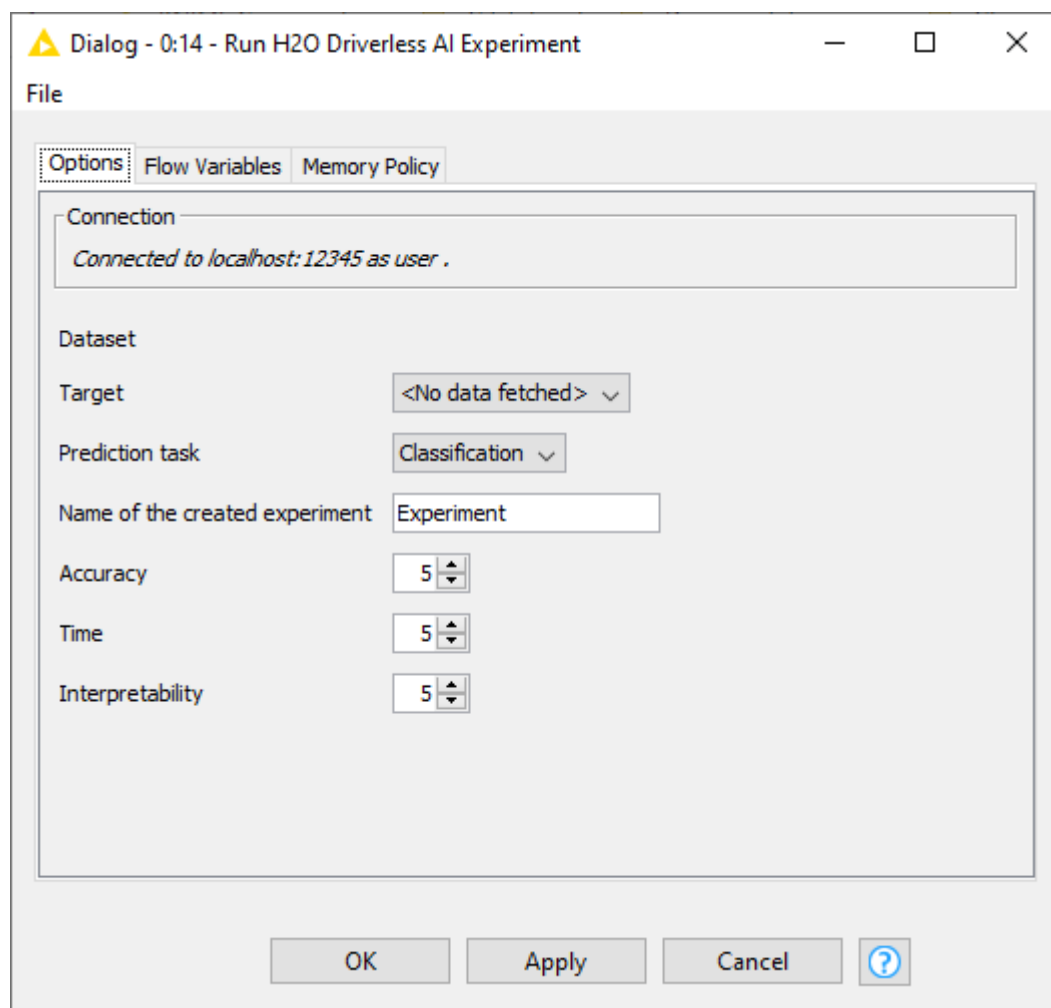 Dialog - 0:14 - Run H2O Driverless AI Experiment
File
Options Flow Variables Memory Policy
Connection
Connected to localhost:12345 as user .
Dataset
Target <No data fetched>
Prediction task Classification
Name of the created experiment Experiment
Accuracy 5
Time 5
Interpretability 5
OK Apply Cancel ?